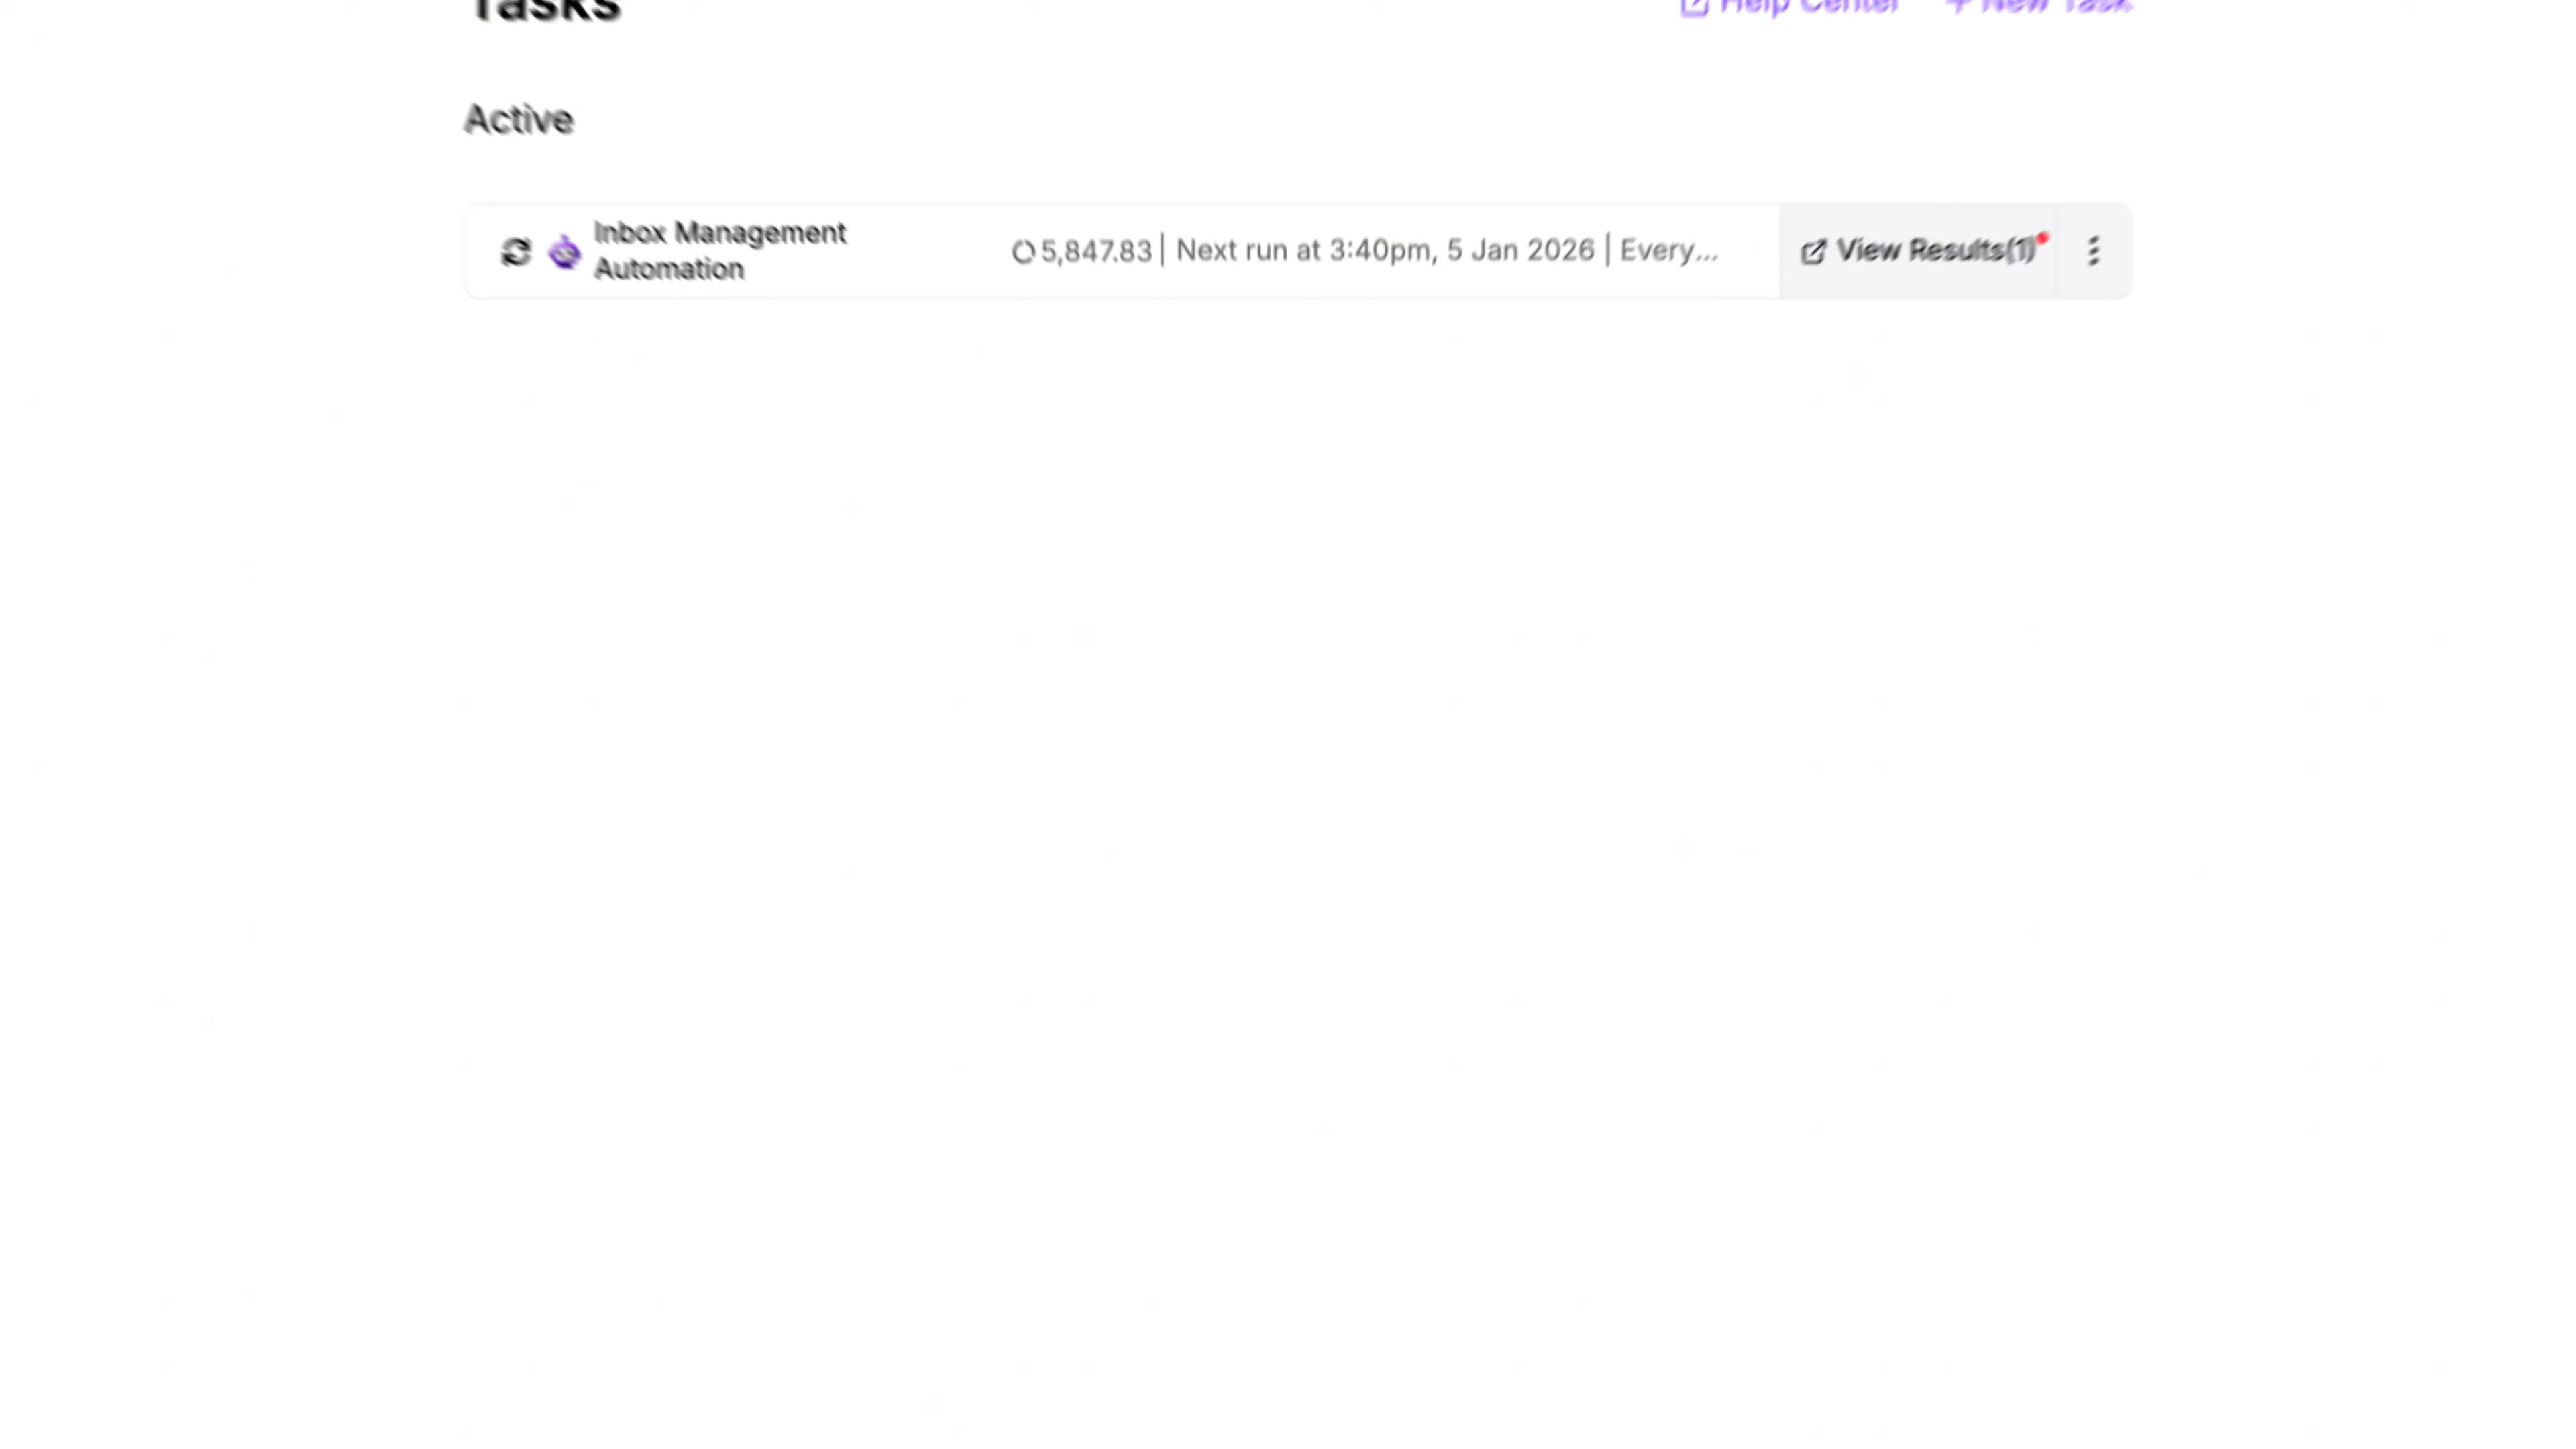 Tasks
Help Center
+ New Task
Active
Inbox Management
Automation
5,847.83 | Next run at 3:40pm, 5 Jan 2026 | Every...
View Results(1)